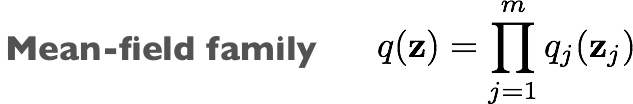 Mean-field family q(𝐳) = ∏_{j=1}^{m} q_j(𝐳_j)